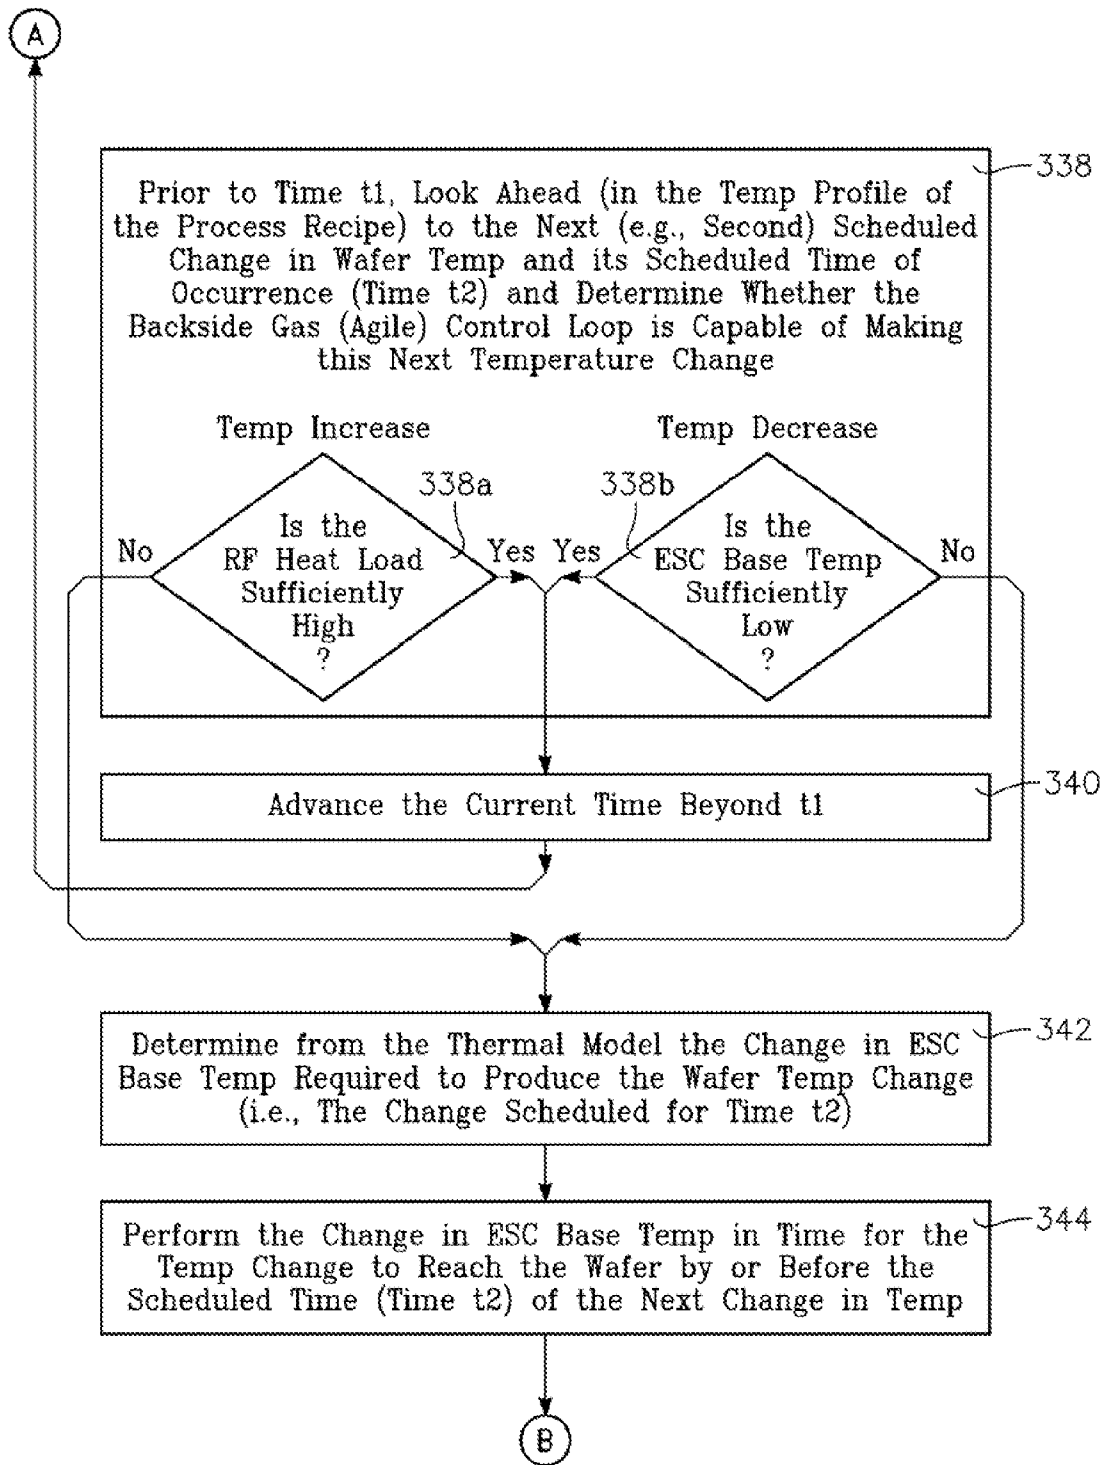 A
338
Prior to Time t1, Look Ahead (in the Temp Profile of
the Process Recipe) to the Next (e.g., Second) Scheduled
Change in Wafer Temp and its Scheduled Time of
Occurrence (Time t2) and Determine Whether the
Backside Gas (Agile) Control Loop is Capable of Making
this Next Temperature Change
Temp Increase
Temp Decrease
338a
338b
No
Is the
RF Heat Load
Sufficiently
High
?
Yes
Yes
Is the
ESC Base Temp
Sufficiently
Low
?
No
340
Advance the Current Time Beyond t1
342
Determine from the Thermal Model the Change in ESC
Base Temp Required to Produce the Wafer Temp Change
(i.e., The Change Scheduled for Time t2)
344
Perform the Change in ESC Base Temp in Time for the
Temp Change to Reach the Wafer by or Before the
Scheduled Time (Time t2) of the Next Change in Temp
B